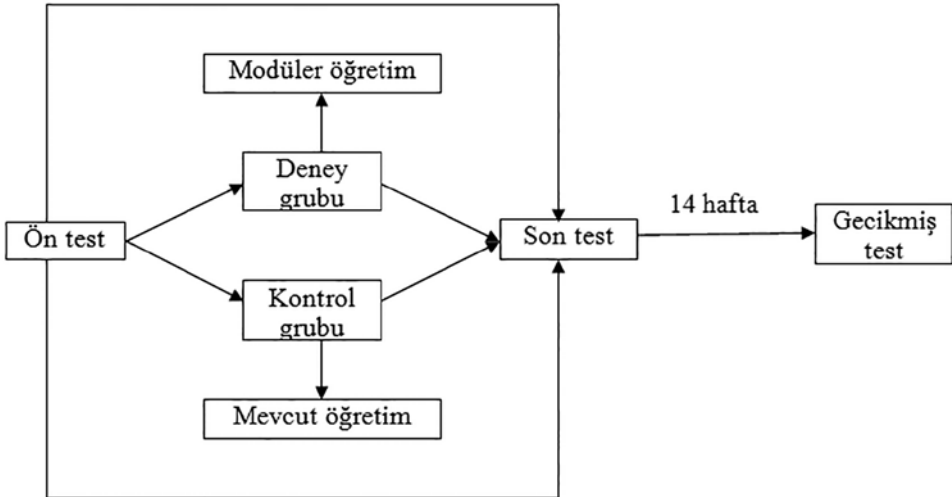 Modüler öğretim
Deney
grubu
Ön test
Son test
14 hafta
Gecikmiş
test
Kontrol
grubu
Mevcut öğretim